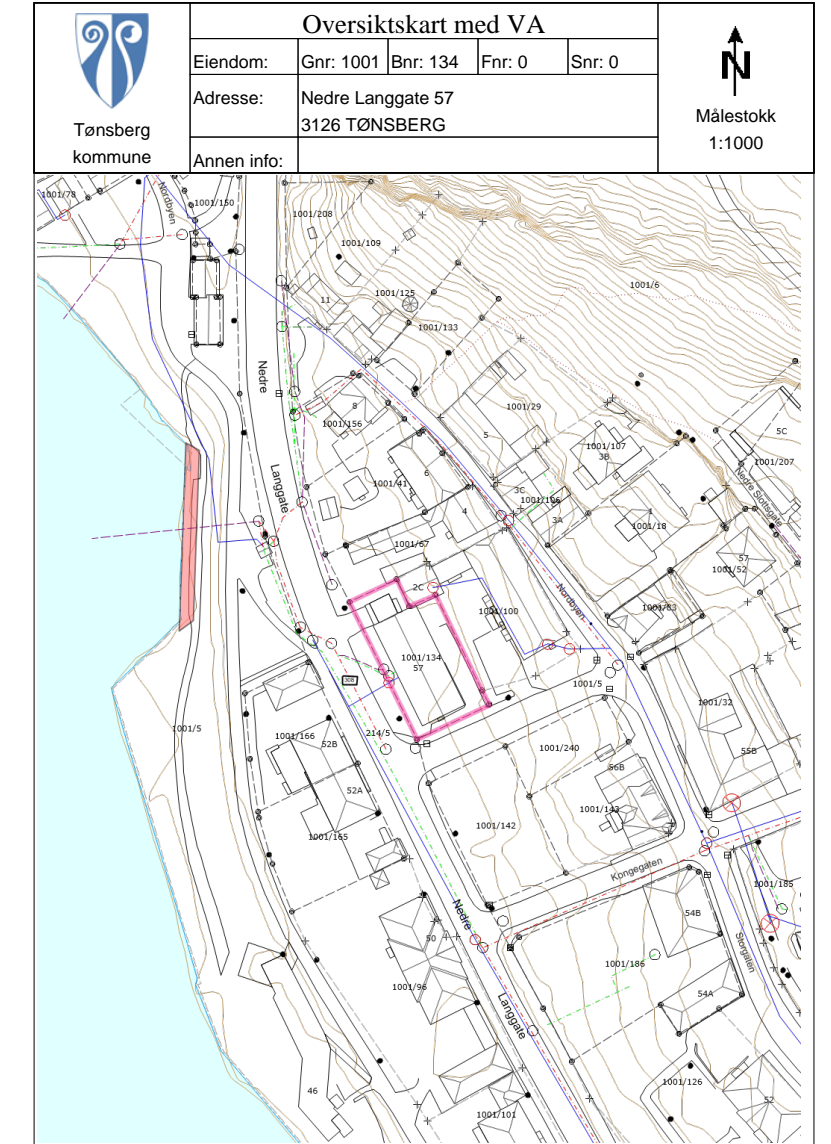 Oversiktskart med VA
Eiendom: Gnr: 1001 Bnr: 134 Fnr: 0 Snr: 0
Adresse: Nedre Langgate 57
3126 TØNSBERG
Annen info:
Tønsberg
kommune
N
Målestokk
1:1000
1001/78
Nordbyen
1001/150
1001/208
1001/109
1001/6
11
1001/125
1001/133
Nedre
8
1001/156
1001/29
5
5C
1001/107
3B
1001/207
Langgate
6
1001/41
3C
1001/106
Nedre Slottsgate
4
3A
1
1001/18
1001/67
57
1001/52
2C
Nordbyen
1001/100
1001/83
1001/134
57
308
1001/5
1001/5
1001/32
214/5
1001/166
52B
1001/240
55B
56B
52A
1001/142
1001/143
1001/165
Kongegaten
1001/185
Nedre
54B
50
Storgaten
1001/186
1001/96
54A
Langgate
1001/126
46
52
1001/101